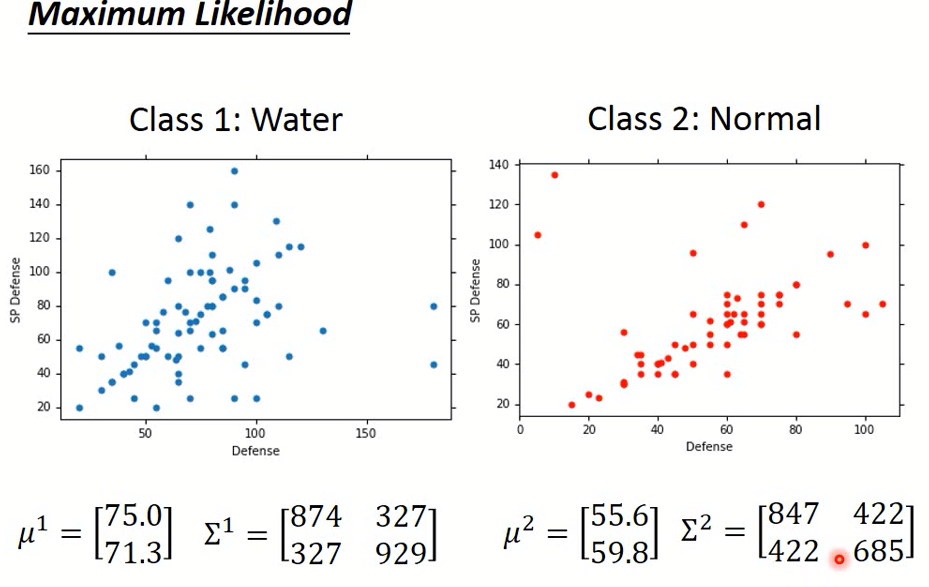 Maximum Likelihood
Class 1: Water
160
140
120
100
80
60
40
20
SP Defense
50 100 150
Defense
Class 2: Normal
140
120
100
80
60
40
20
SP Defense
0 20 40 60 80 100
Defense
μ¹ = [75.0
71.3] Σ¹ = [874 327
327 929]
μ² = [55.6
59.8] Σ² = [847 422
422 685]